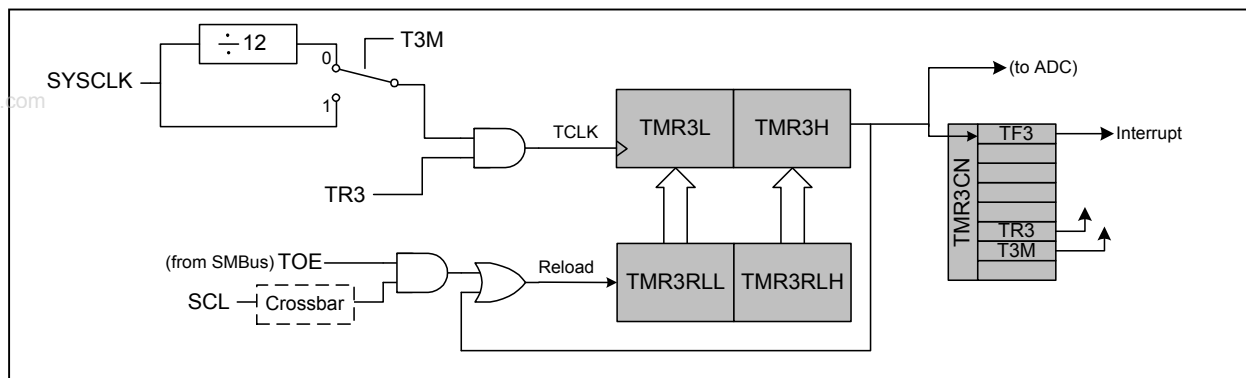 ÷ 12
T3M
0
SYSCLK
1
.com
TCLK
TMR3L
TMR3H
TR3
(to ADC)
TF3
Interrupt
TMR3CN
TR3
T3M
(from SMBus) TOE
SCL
Crossbar
Reload
TMR3RLL
TMR3RLH